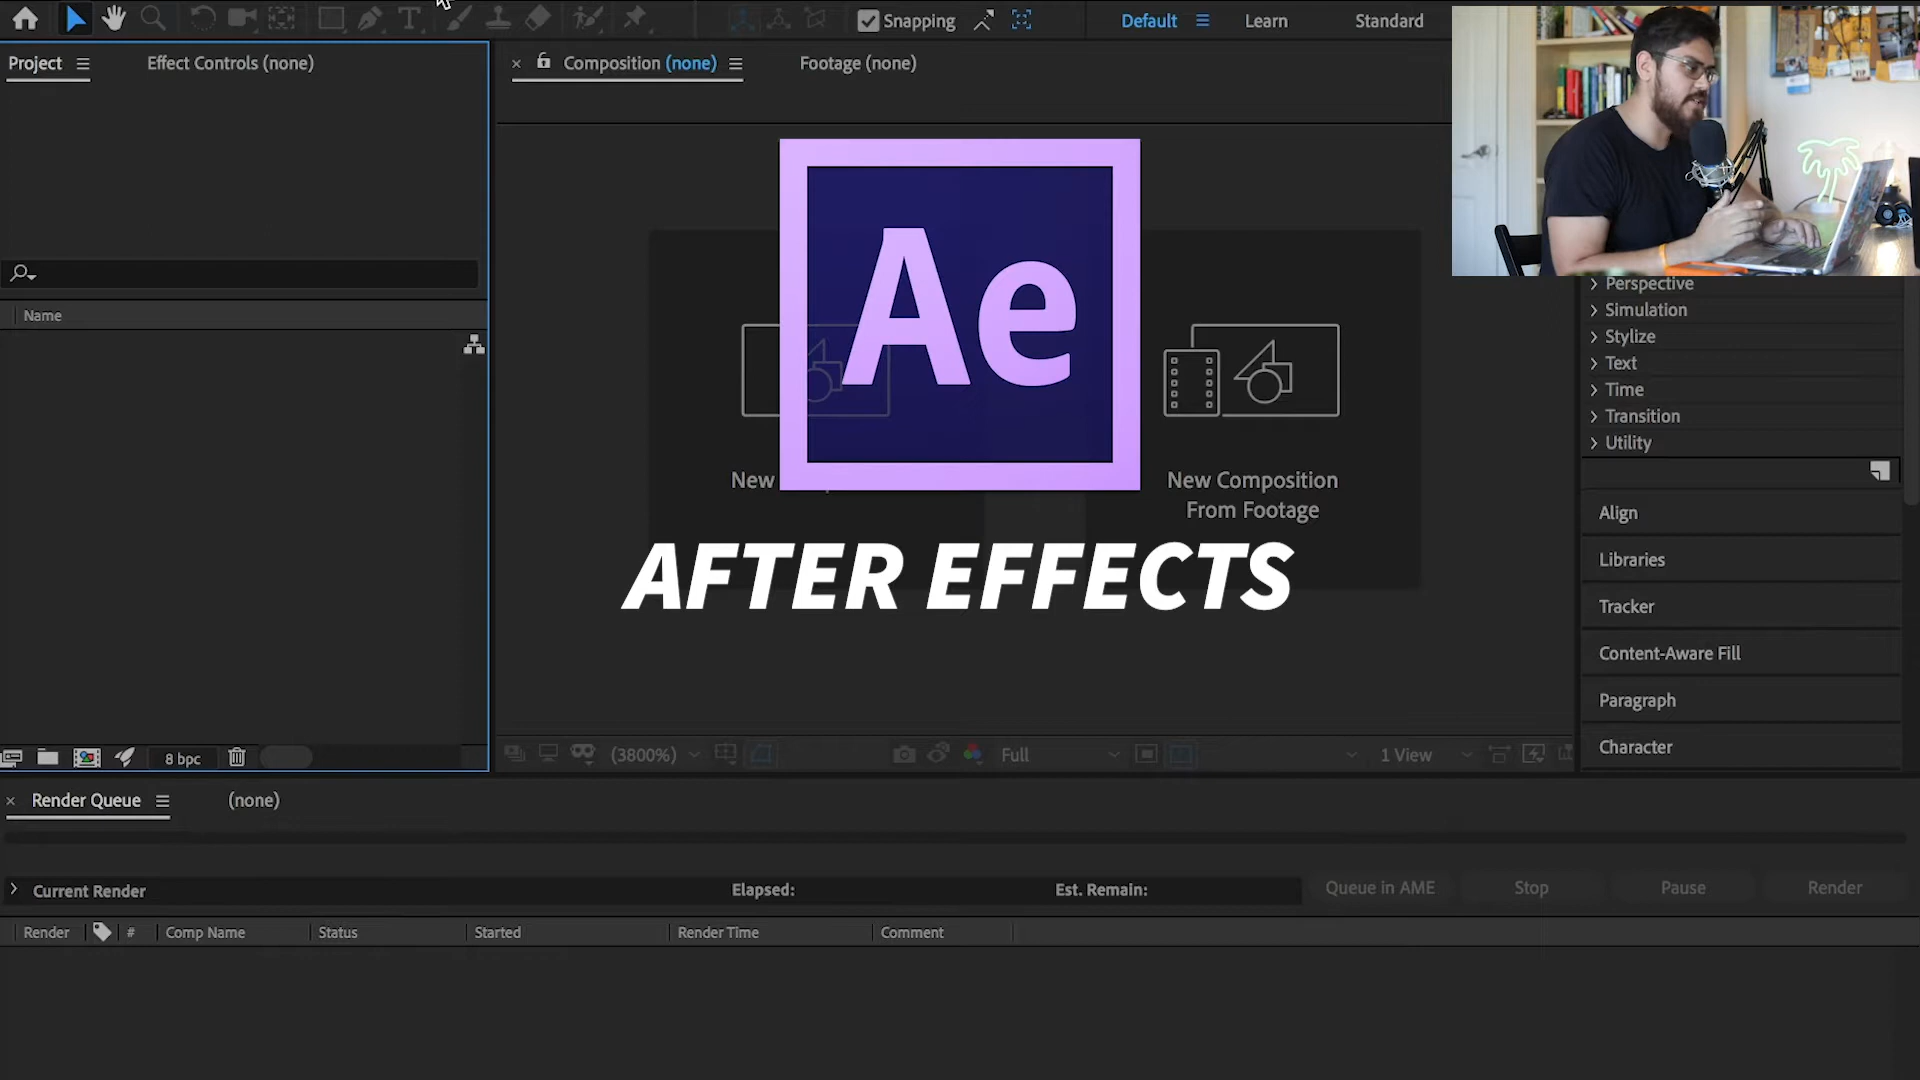 Snapping
Default
Learn
Standard
Project
Effect Controls (none)
Composition (none)
Footage (none)
Ae
Name
New
New Composition
From Footage
AFTER EFFECTS
Perspective
Simulation
Stylize
Text
Time
Transition
Utility
Align
Libraries
Tracker
Content-Aware Fill
Paragraph
Character
8 bpc
(3800%)
Full
1 View
Render Queue
(none)
Current Render
Elapsed:
Est. Remain:
Queue in AME
Stop
Pause
Render
Render
#
Comp Name
Status
Started
Render Time
Comment